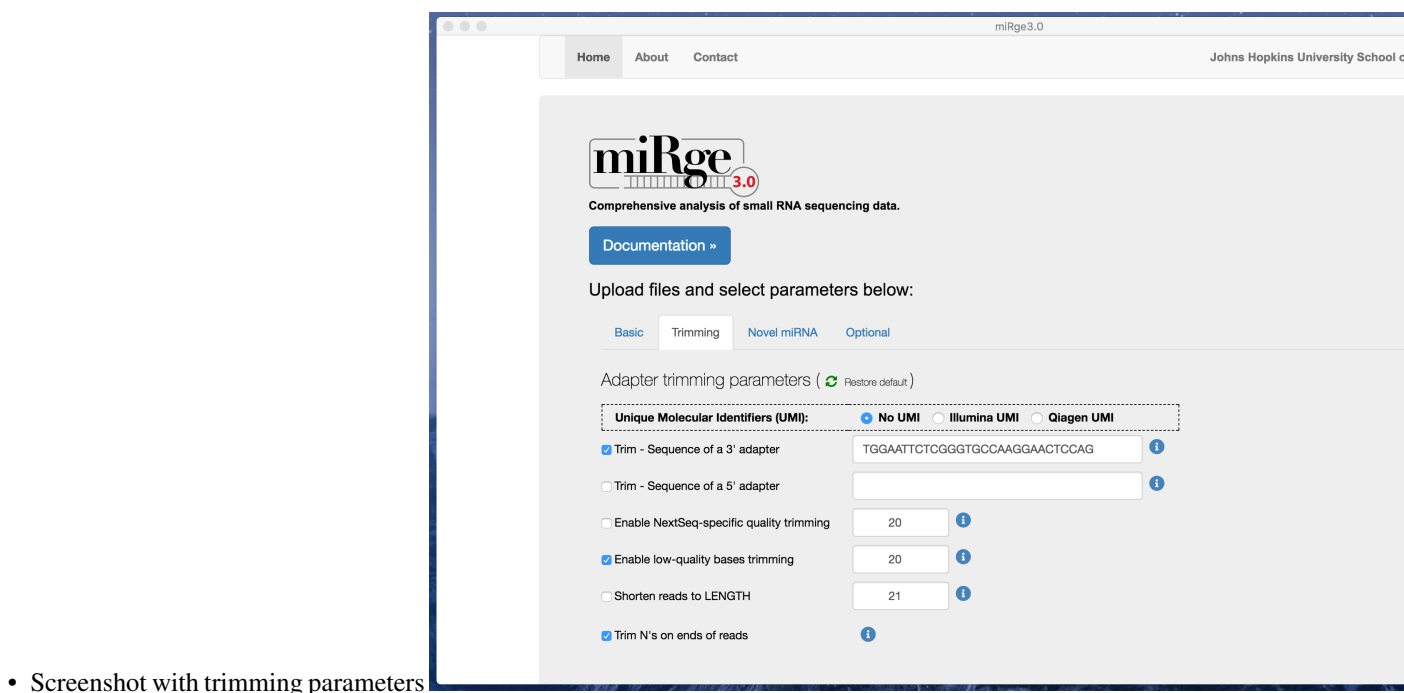 miRge3.0
Home About Contact Johns Hopkins University School
miRge 3.0
Comprehensive analysis of small RNA sequencing data.
Documentation »
Upload files and select parameters below:
Basic Trimming Novel miRNA Optional
Adapter trimming parameters ( Restore default )
Unique Molecular Identifiers (UMI): No UMI Illumina UMI Qiagen UMI
Trim - Sequence of a 3' adapter TGGAATTCTCGGGTGCCAAGGAACTCCAG
Trim - Sequence of a 5' adapter
Enable NextSeq-specific quality trimming 20
Enable low-quality bases trimming 20
Shorten reads to LENGTH 21
Trim N's on ends of reads
• Screenshot with trimming parameters